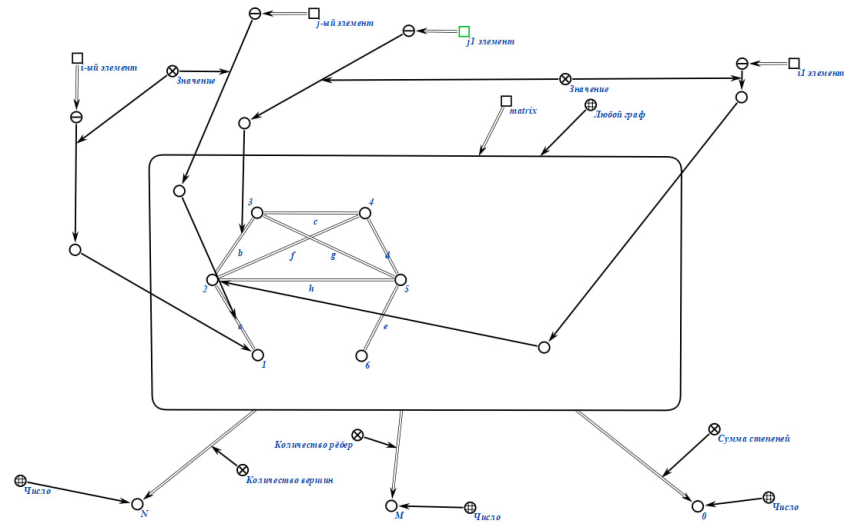 j-ый элемент
j1 элемент
i-ый элемент
Значение
Значение
i1 элемент
matrix
Любой граф
3
4
c
b
f
g
d
2
h
5
a
e
1
6
Количество рёбер
Сумма степеней
Количество вершин
Число
N
M
Число
0
Число